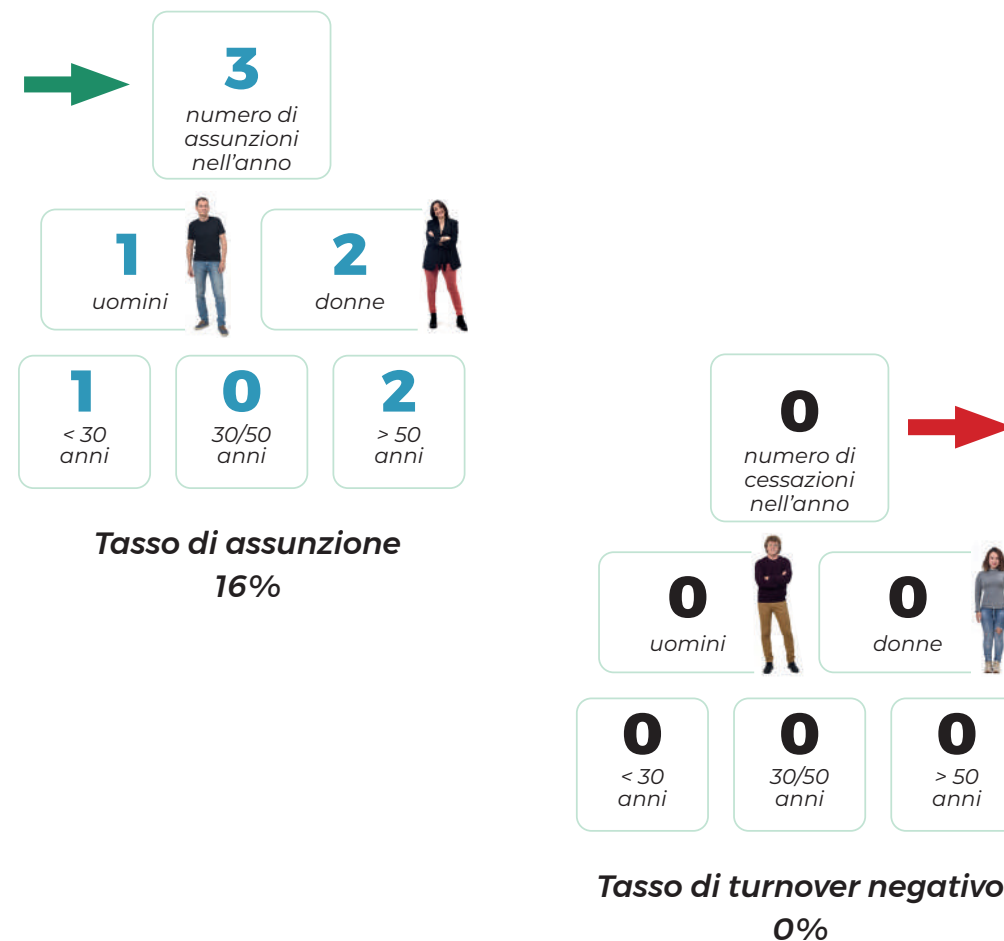 3
numero di
assunzioni
nell'anno
1
uomini
2
donne
1
< 30
anni
0
30/50
anni
2
> 50
anni
Tasso di assunzione
16%
0
numero di
cessazioni
nell'anno
0
uomini
0
donne
0
< 30
anni
0
30/50
anni
0
> 50
anni
Tasso di turnover negativo
0%